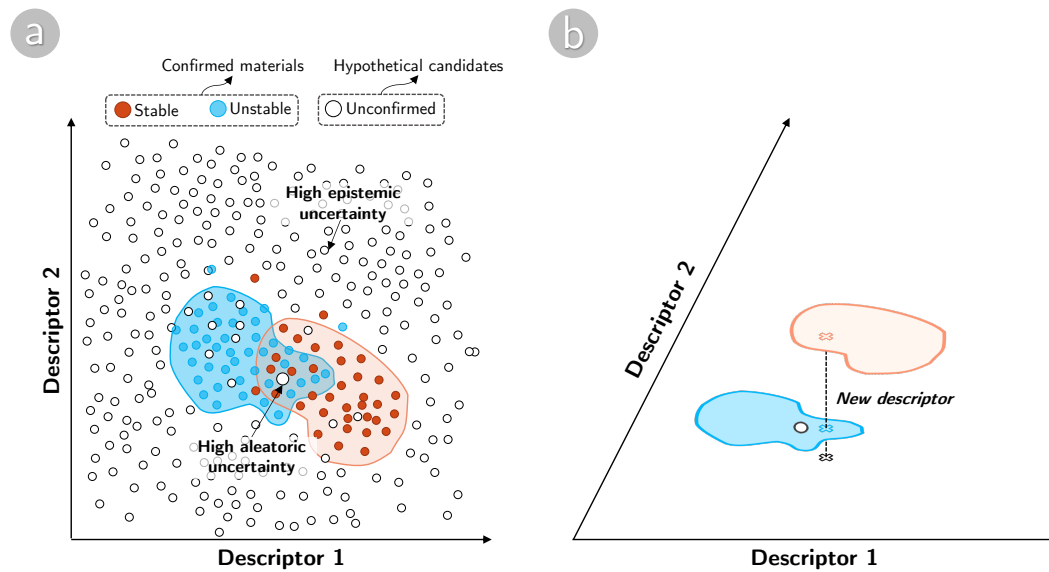 a
Confirmed materials
Hypothetical candidates
Stable
Unstable
Unconfirmed
High epistemic
uncertainty
High aleatoric
uncertainty
Descriptor 2
Descriptor 1
b
Descriptor 2
New descriptor
Descriptor 1